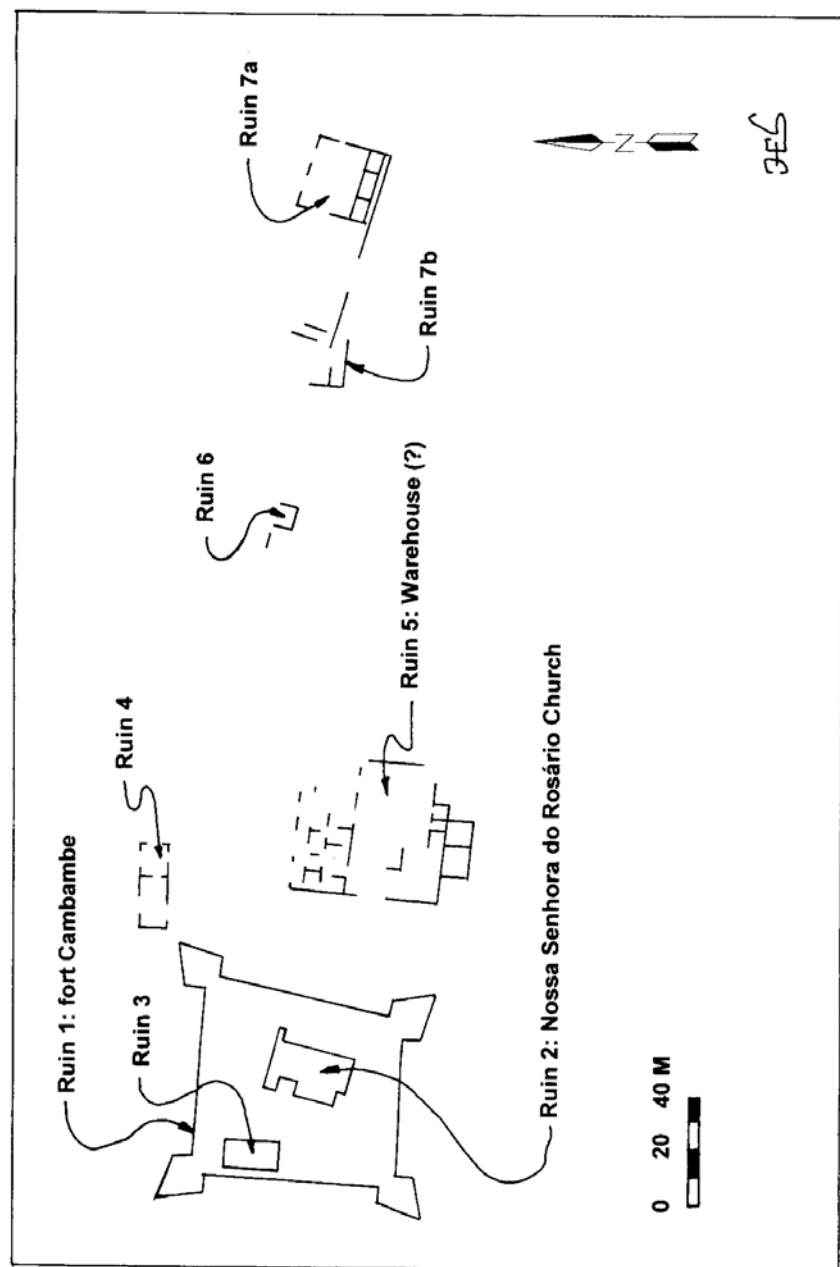 Ruin 1: fort Cambambe
Ruin 3
Ruin 4
Ruin 6
Ruin 7a
Ruin 7b
Ruin 5: Warehouse (?)
Ruin 2: Nossa Senhora do Rosário Church
0 20 40 M
N